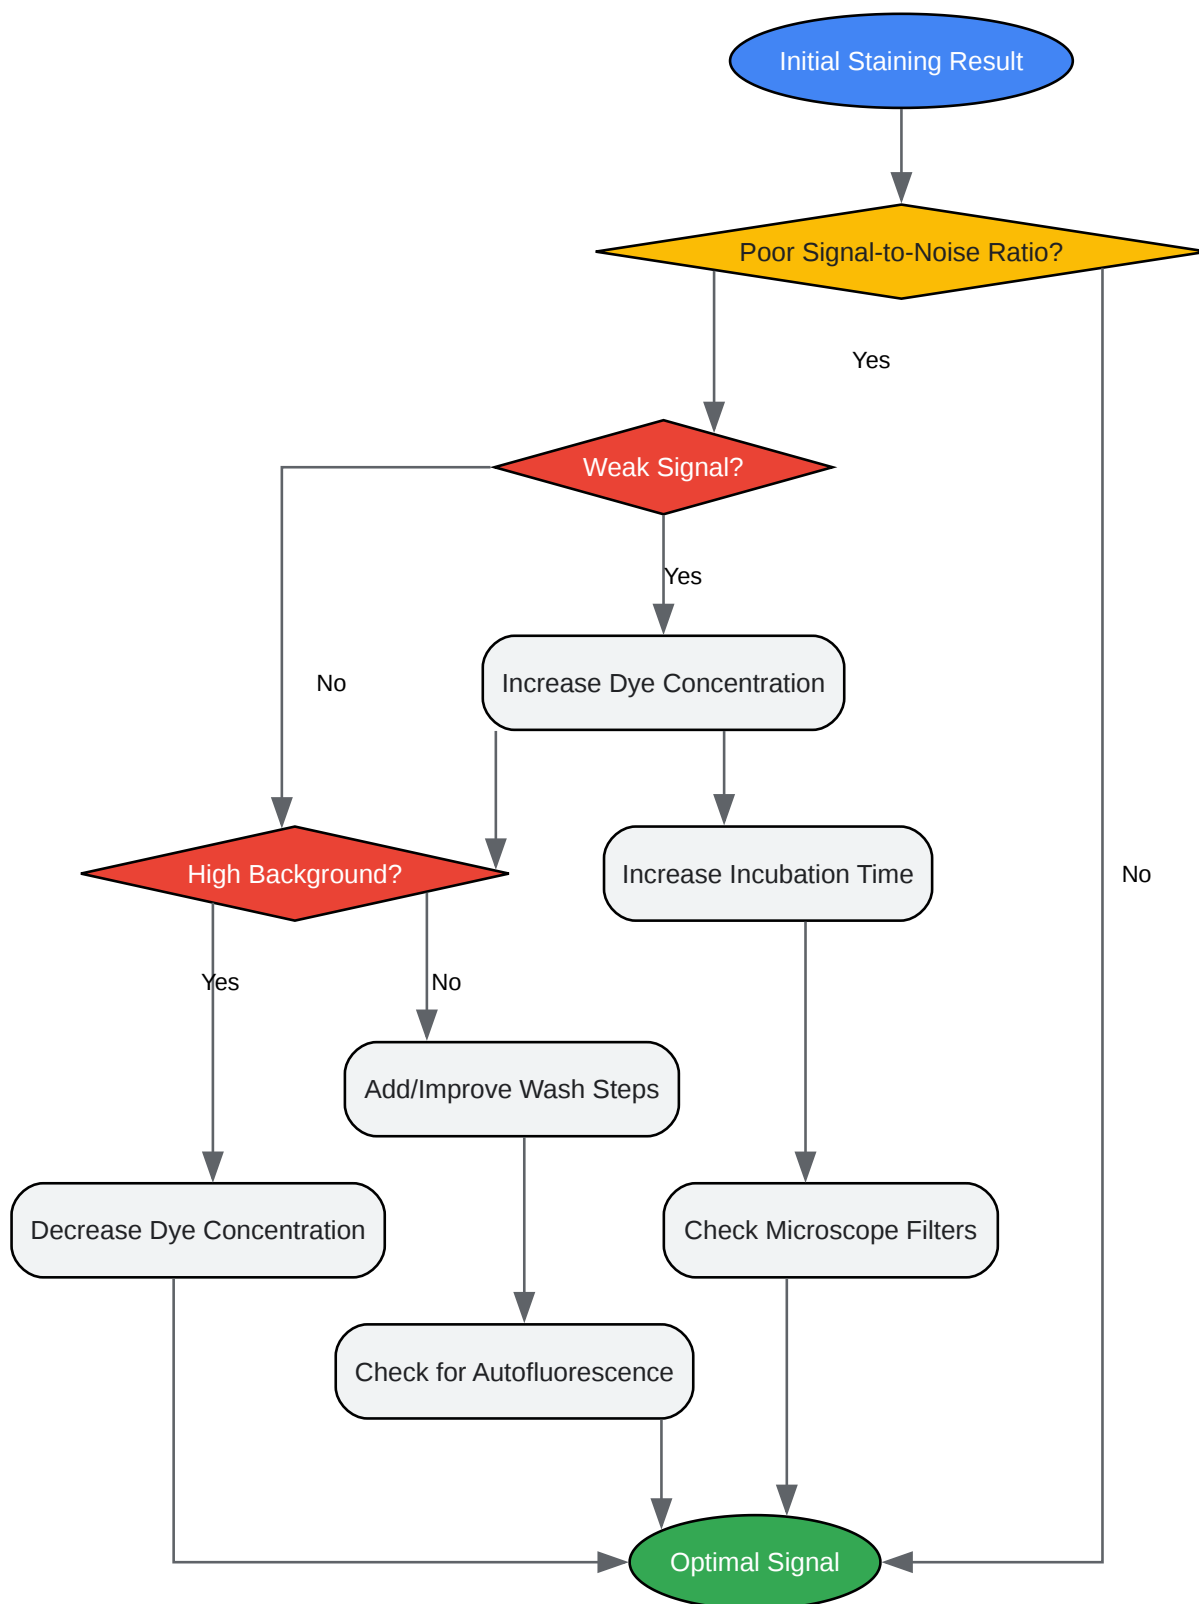 Initial Staining Result
Poor Signal-to-Noise Ratio?
Yes
Weak Signal?
Yes
No
Increase Dye Concentration
High Background?
Increase Incubation Time
No
Yes
No
Add/Improve Wash Steps
Decrease Dye Concentration
Check Microscope Filters
Check for Autofluorescence
Optimal Signal